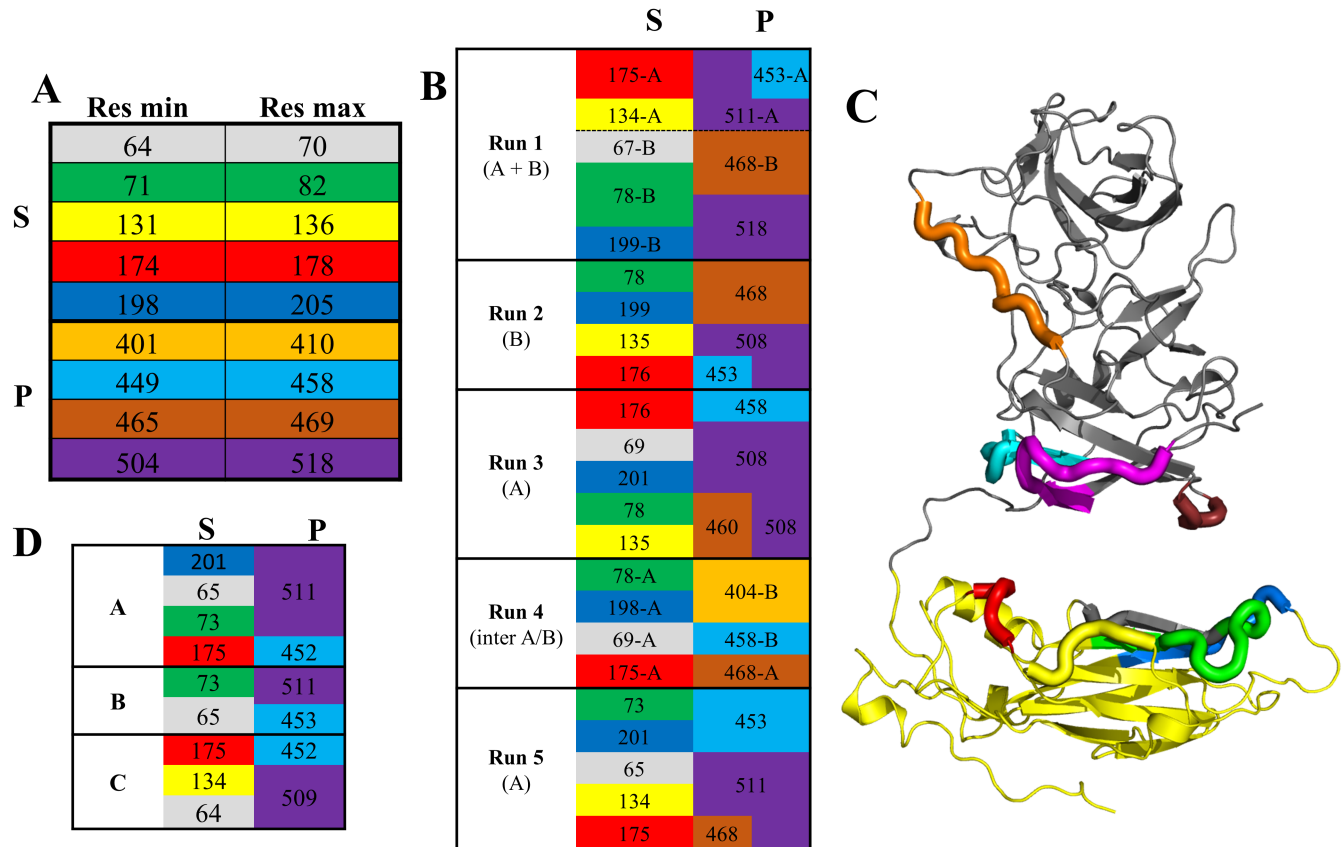 A
Res min Res max
64 70
71 82
S
131 136
174 178
198 205
401 410
449 458
P
465 469
504 518
B
S P
Run 1
(A + B)
175-A 453-A
134-A 511-A
67-B 468-B
78-B
518
199-B
Run 2
(B)
78 468
199
135 508
176 453
Run 3
(A)
176 458
69
508
201
78 460 508
135
Run 4
(inter A/B)
78-A 404-B
198-A
69-A 458-B
175-A 468-A
Run 5
(A)
73 453
201
65
511
134
175 468
C
D
S P
A
201
511
65
73
175 452
B
73 511
65 453
C
175 452
134 509
64